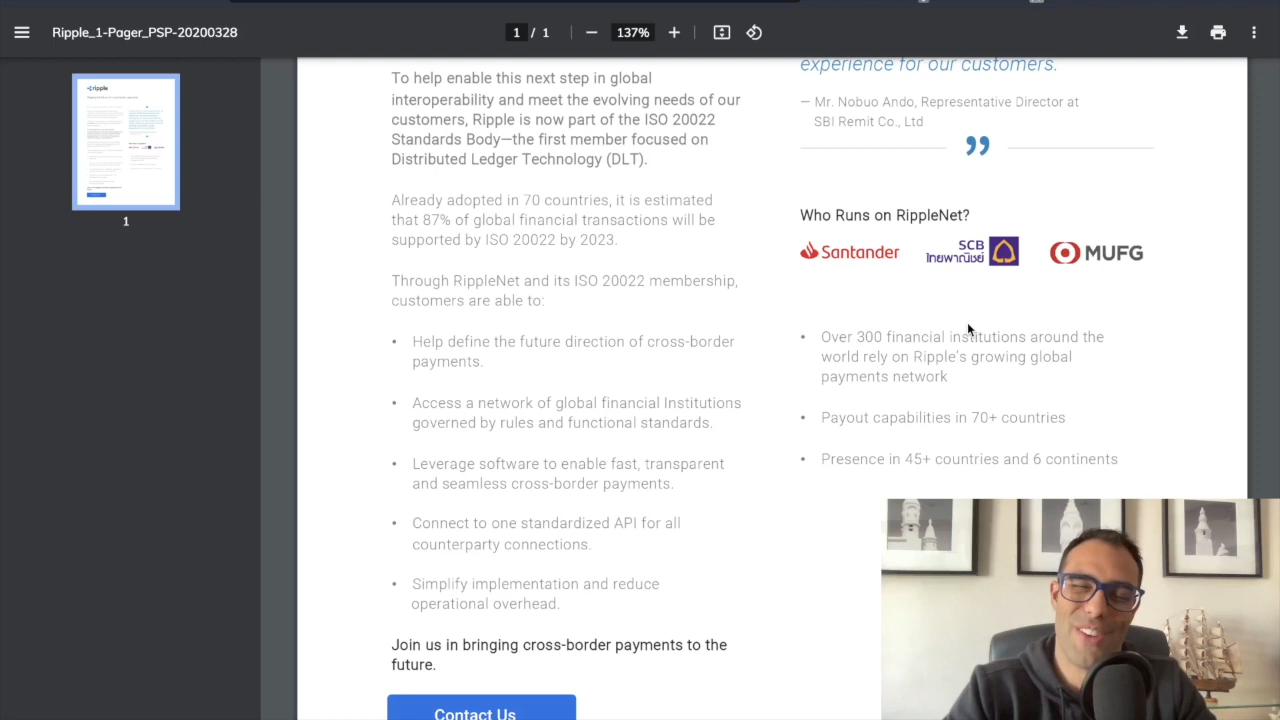 Ripple_1-Pager_PSP-20200328
1 / 1
137%
1
To help enable this next step in global
interoperability and meet the evolving needs of our
customers, Ripple is now part of the ISO 20022
Standards Body—the first member focused on
Distributed Ledger Technology (DLT).
Already adopted in 70 countries, it is estimated
that 87% of global financial transactions will be
supported by ISO 20022 by 2023.
Through RippleNet and its ISO 20022 membership,
customers are able to:
• Help define the future direction of cross-border
payments.
• Access a network of global financial Institutions
governed by rules and functional standards.
• Leverage software to enable fast, transparent
and seamless cross-border payments.
• Connect to one standardized API for all
counterparty connections.
• Simplify implementation and reduce
operational overhead.
Join us in bringing cross-border payments to the
future.
Contact Us
experience for our customers.
— Mr. Nobuo Ando, Representative Director at
SBI Remit Co., Ltd
”
Who Runs on RippleNet?
Santander
SCB
ไทยพาณิชย์
MUFG
• Over 300 financial institutions around the
world rely on Ripple's growing global
payments network
• Payout capabilities in 70+ countries
• Presence in 45+ countries and 6 continents